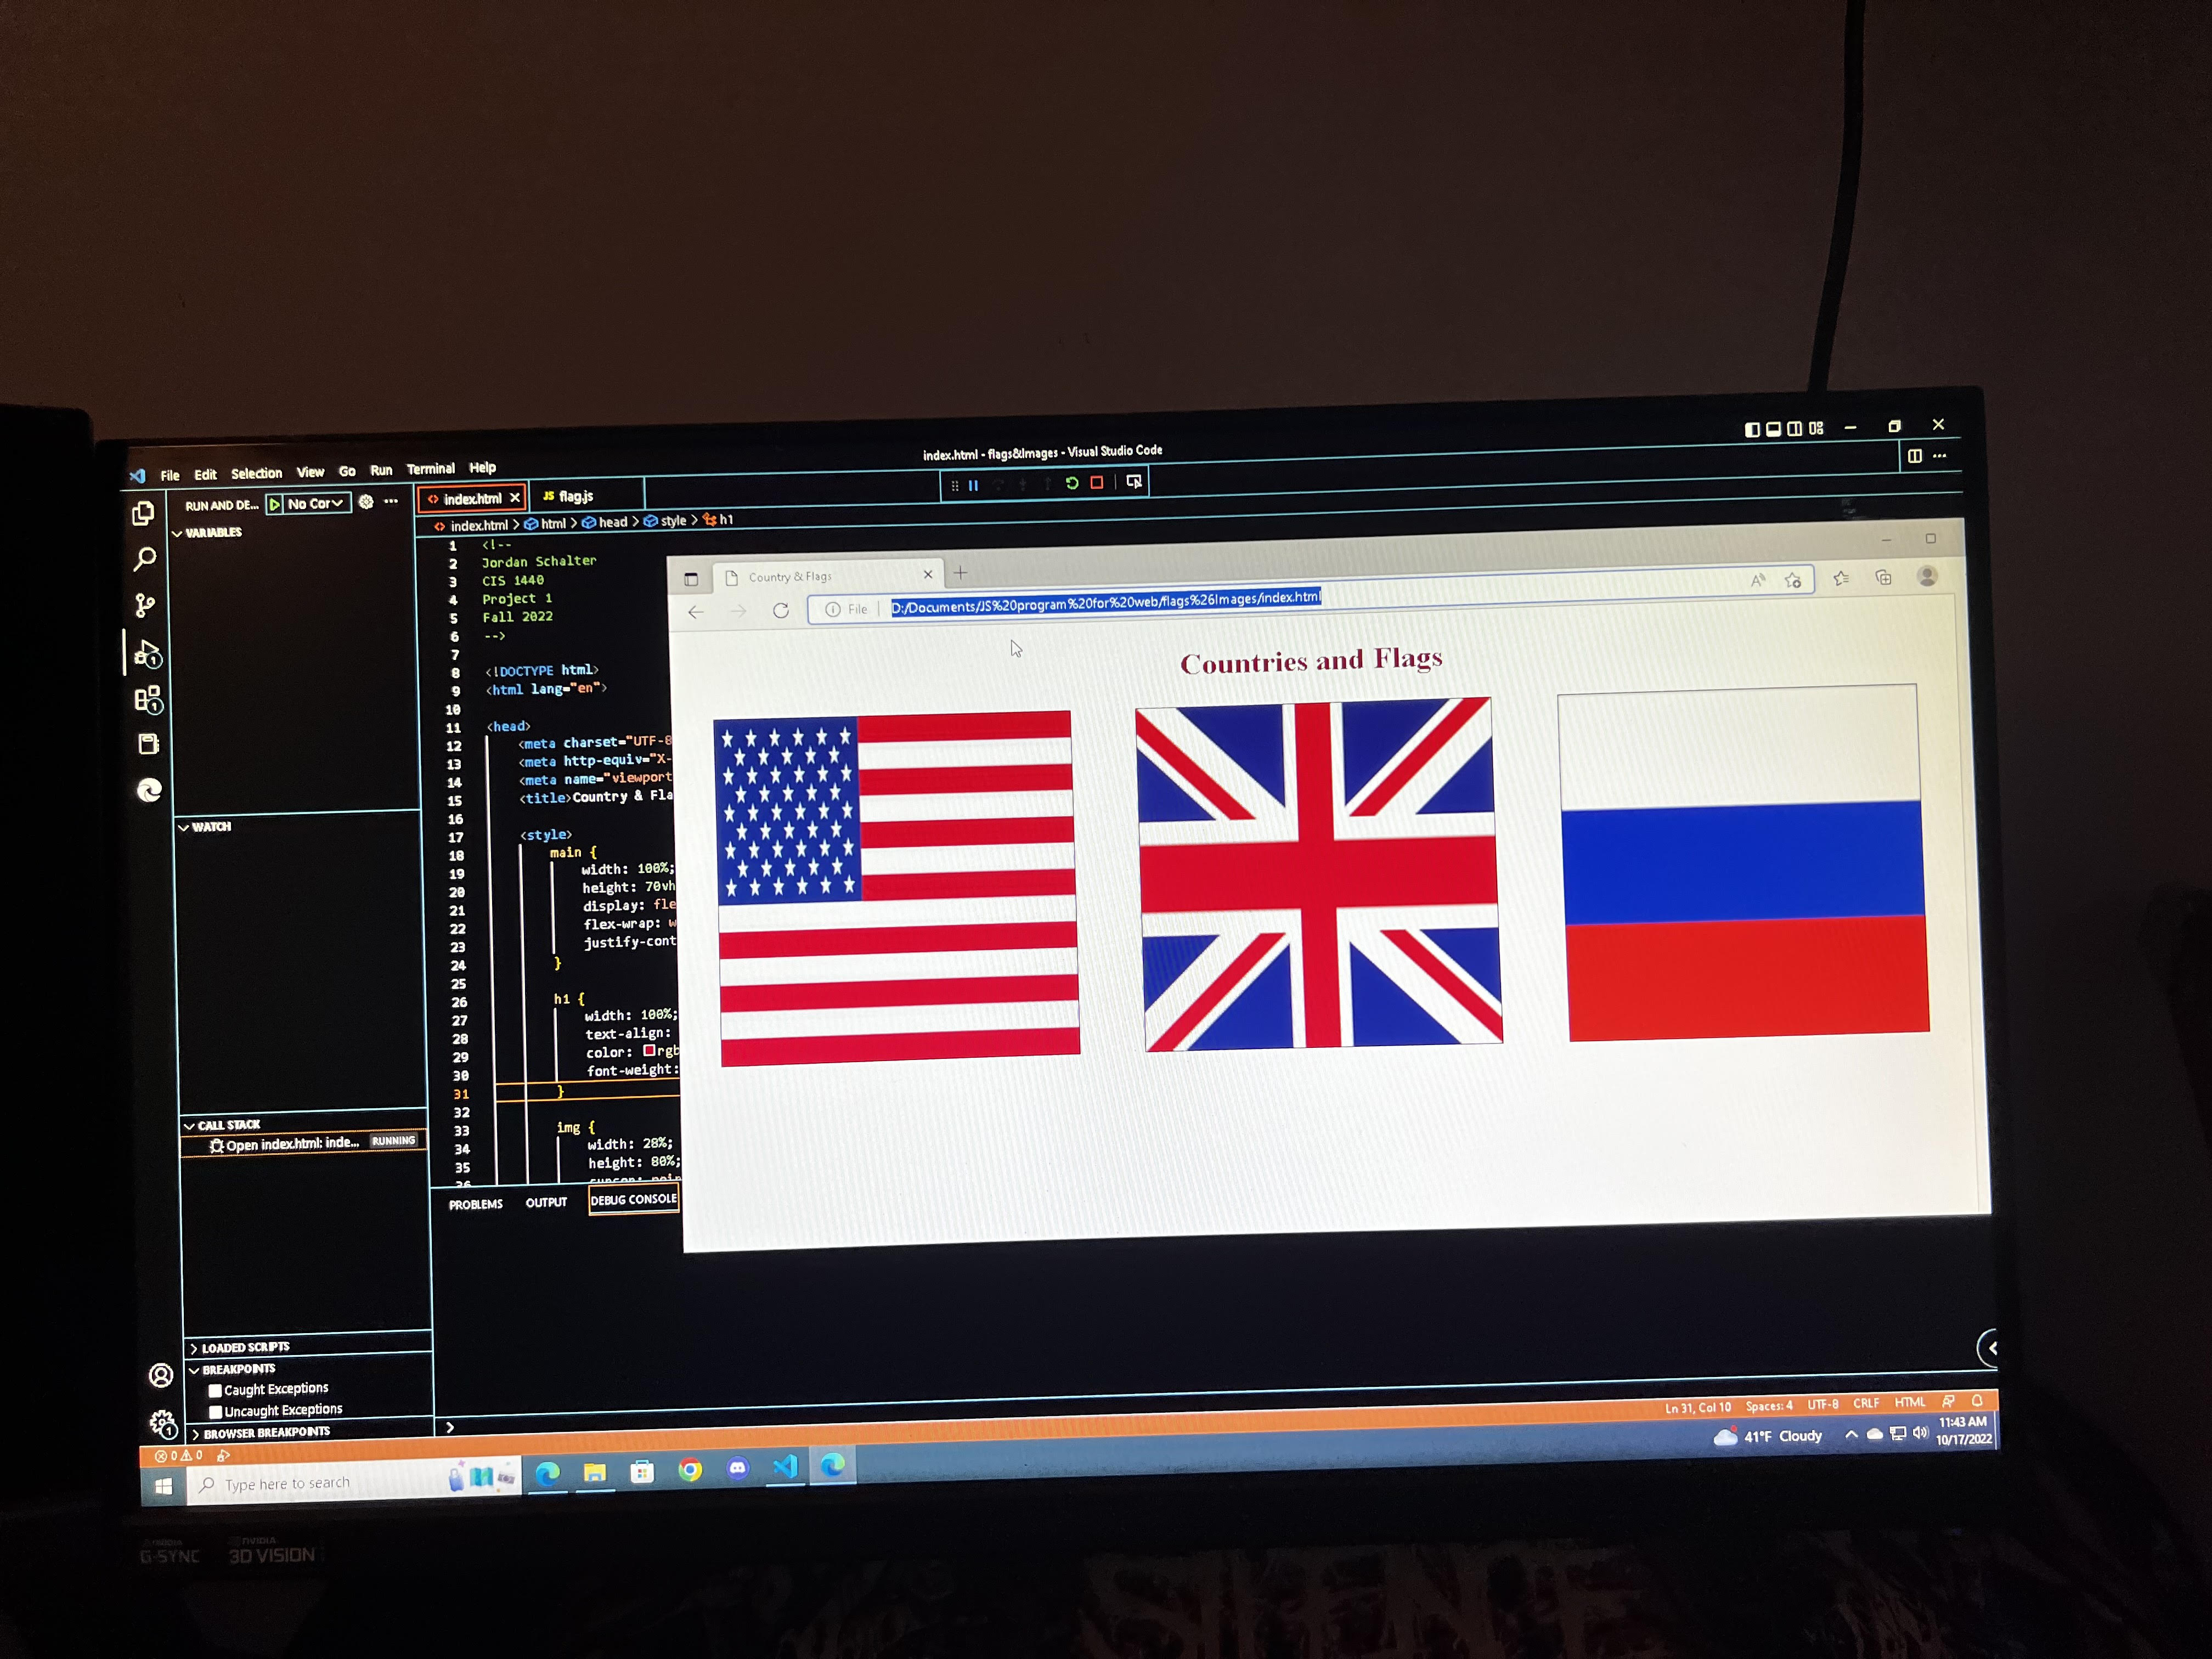 index.html - flags&Images - Visual Studio Code
File Edit Selection View Go Run Terminal Help
RUN AND DE... No Cor
index.html
JS flag.js
index.html > html > head > style > h1
VARIABLES
WATCH
CALL STACK
Open index.html: inde... RUNNING
LOADED SCRIPTS
BREAKPOINTS
Caught Exceptions
Uncaught Exceptions
BROWSER BREAKPOINTS
1 <!--
2 Jordan Schalter
3 CIS 1440
4 Project 1
5 Fall 2022
6 -->
7
8 <!DOCTYPE html>
9 <html lang="en">
10
11 <head>
12 <meta charset="UTF-8
13 <meta http-equiv="X-
14 <meta name="viewport
15 <title>Country & Fla
16
17 <style>
18 main {
19 width: 100%;
20 height: 70vh
21 display: fle
22 flex-wrap: w
23 justify-cont
24 }
25
26 h1 {
27 width: 100%;
28 text-align:
29 color: rgb
30 font-weight:
31 }
32
33 img {
34 width: 28%;
35 height: 80%;
36 cursor: poin
PROBLEMS OUTPUT DEBUG CONSOLE
Country & Flags
File D:/Documents/JS%20program%20for%20web/flags%26Images/index.html
Countries and Flags
Ln 31, Col 10 Spaces: 4 UTF-8 CRLF HTML
0 0
Type here to search
41°F Cloudy
11:43 AM
10/17/2022
NVIDIA G-SYNC
NVIDIA 3D VISION